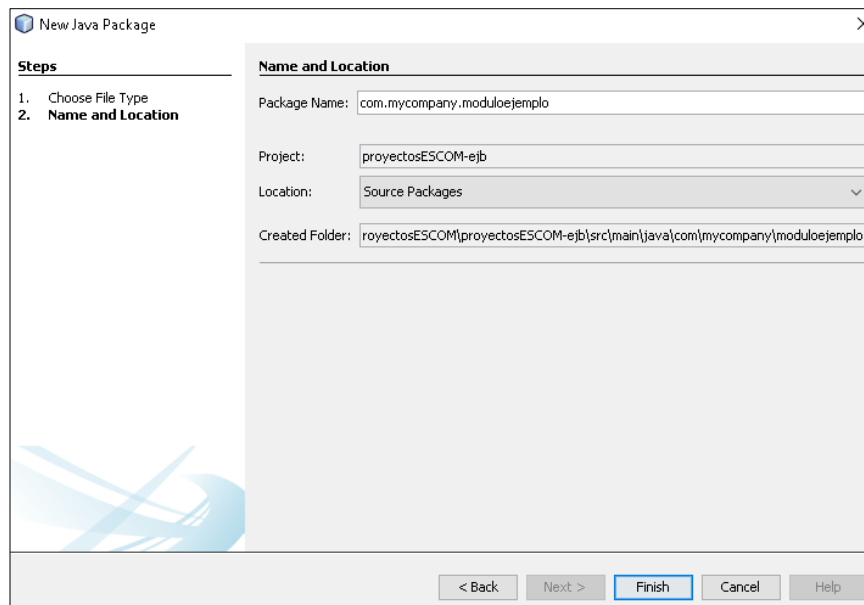 New Java Package
Steps
1. Choose File Type
2. Name and Location
Name and Location
Package Name: com.mycompany.moduloejemplo
Project: proyectosESCOM-ejb
Location: Source Packages
Created Folder: royectosESCOM\proyectosESCOM-ejb\src\main\java\com\mycompany\moduloejemplo
< Back Next > Finish Cancel Help